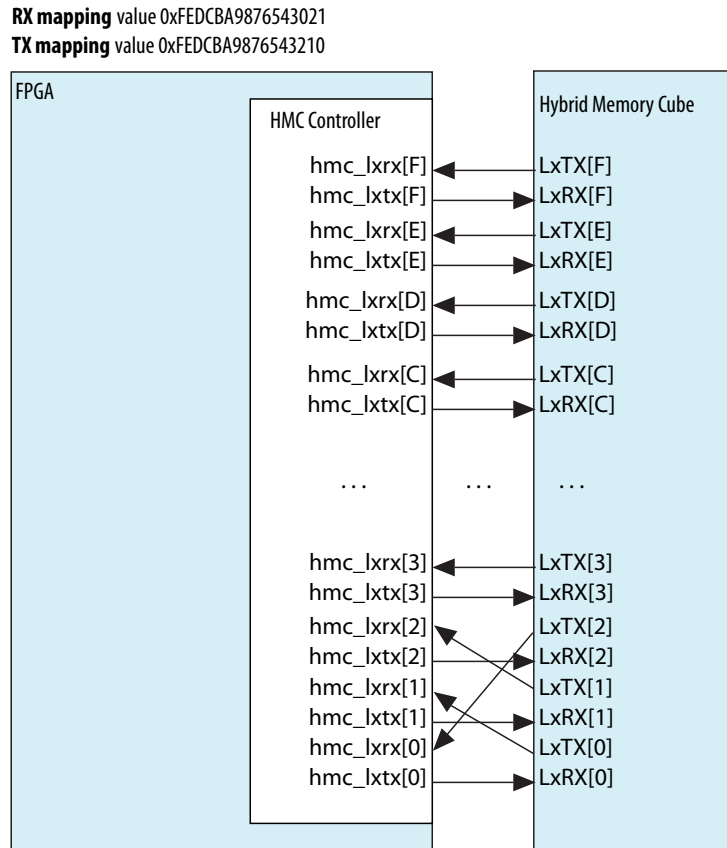 RX mapping value 0xFEDCBA9876543021
TX mapping value 0xFEDCBA9876543210
FPGA
HMC Controller
Hybrid Memory Cube
hmc_lxrx[F] LxTX[F]
hmc_lxtx[F] LxRX[F]
hmc_lxrx[E] LxTX[E]
hmc_lxtx[E] LxRX[E]
hmc_lxrx[D] LxTX[D]
hmc_lxtx[D] LxRX[D]
hmc_lxrx[C] LxTX[C]
hmc_lxtx[C] LxRX[C]
... ... ...
hmc_lxrx[3] LxTX[3]
hmc_lxtx[3] LxRX[3]
hmc_lxrx[2] LxTX[2]
hmc_lxtx[2] LxRX[2]
hmc_lxrx[1] LxTX[1]
hmc_lxtx[1] LxRX[1]
hmc_lxrx[0] LxTX[0]
hmc_lxtx[0] LxRX[0]